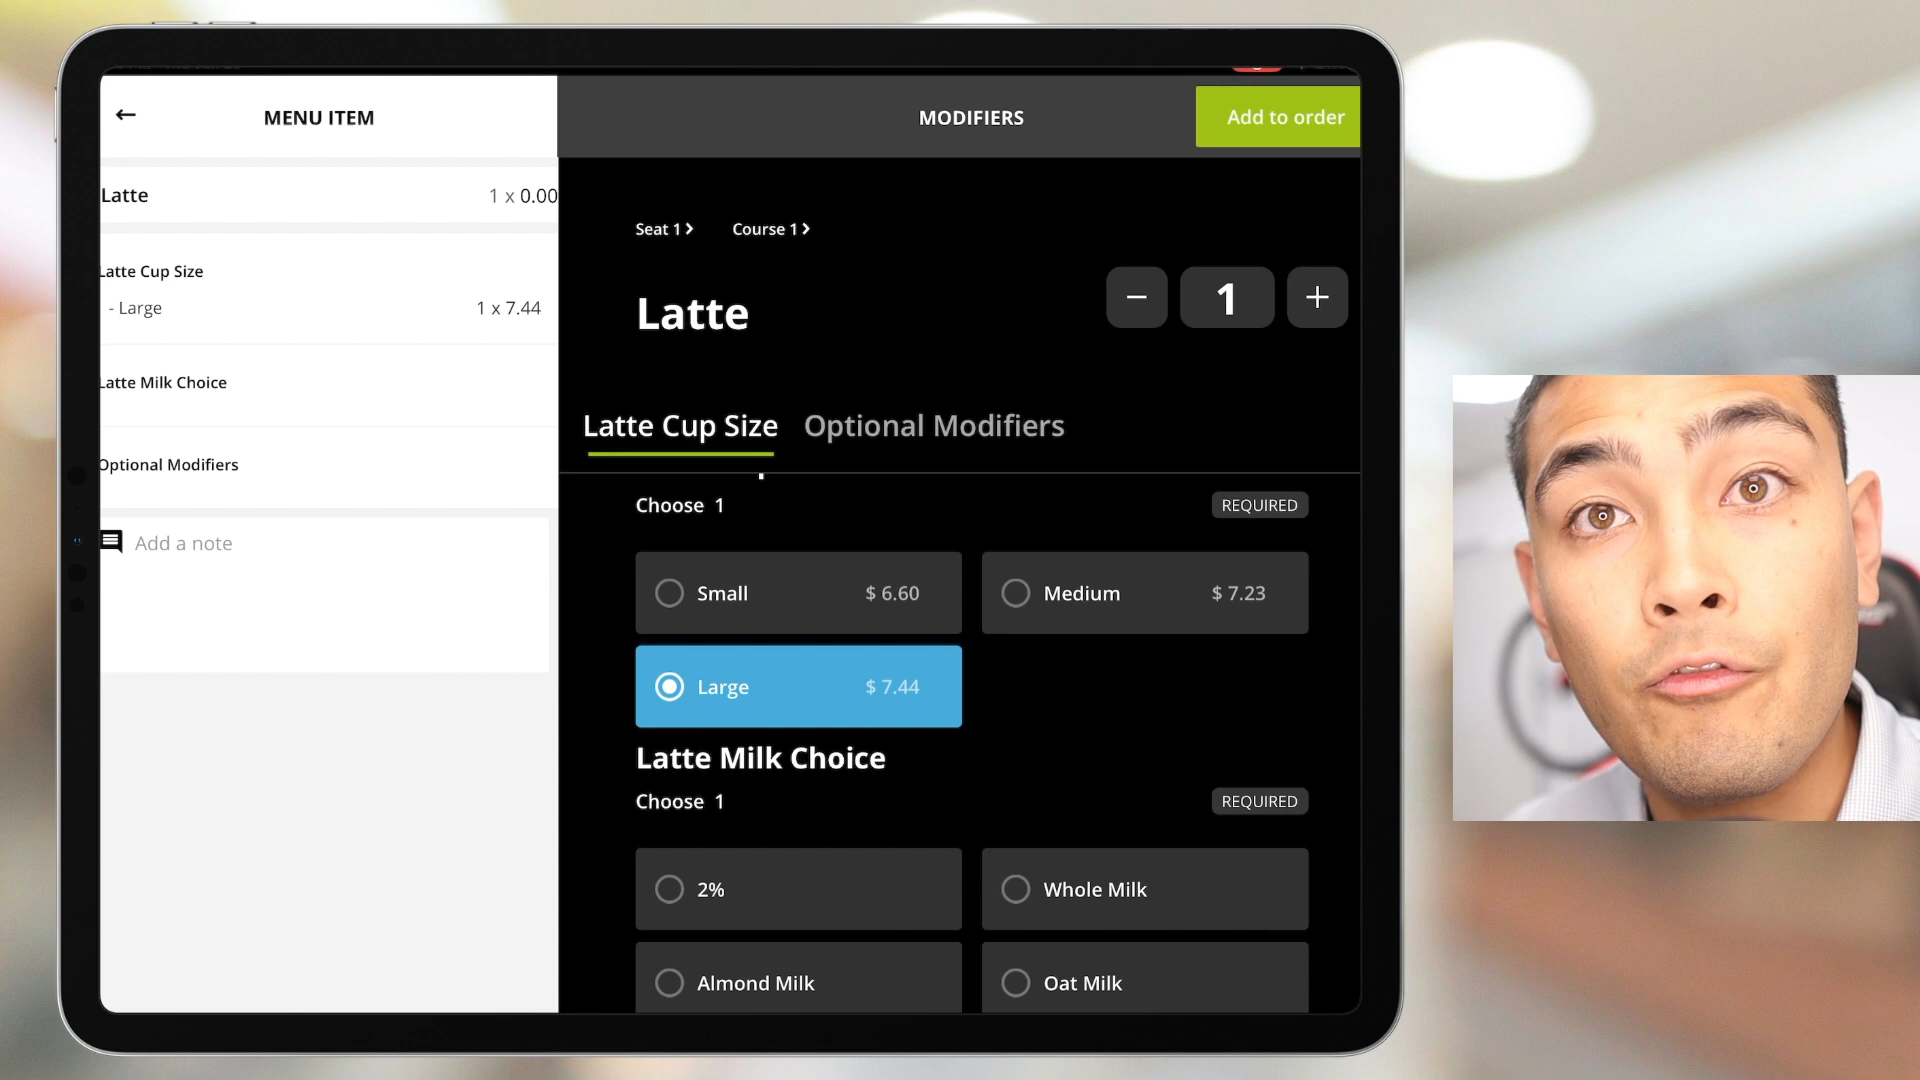 MENU ITEM
MODIFIERS
Add to order
Latte
1 x 0.00
Latte Cup Size
- Large
1 x 7.44
Latte Milk Choice
Optional Modifiers
Add a note
Seat 1
Course 1
Latte
1
Latte Cup Size
Optional Modifiers
Choose 1
REQUIRED
Small
$ 6.60
Medium
$ 7.23
Large
$ 7.44
Latte Milk Choice
Choose 1
REQUIRED
2%
Whole Milk
Almond Milk
Oat Milk